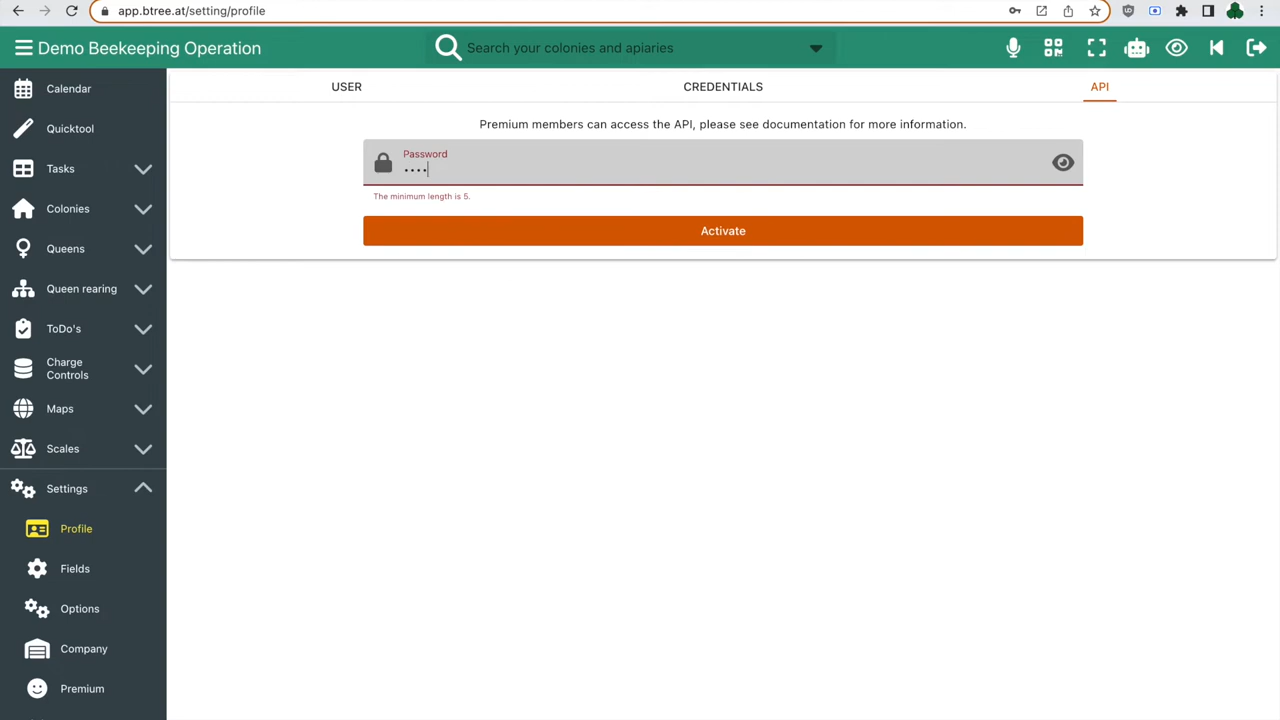 app.btree.at/setting/profile
Demo Beekeeping Operation
Search your colonies and apiaries
Calendar
Quicktool
Tasks
Colonies
Queens
Queen rearing
ToDo's
Charge
Controls
Maps
Scales
Settings
Profile
Fields
Options
Company
Premium
USER
CREDENTIALS
API
Premium members can access the API, please see documentation for more information.
Password
••••
The minimum length is 5.
Activate